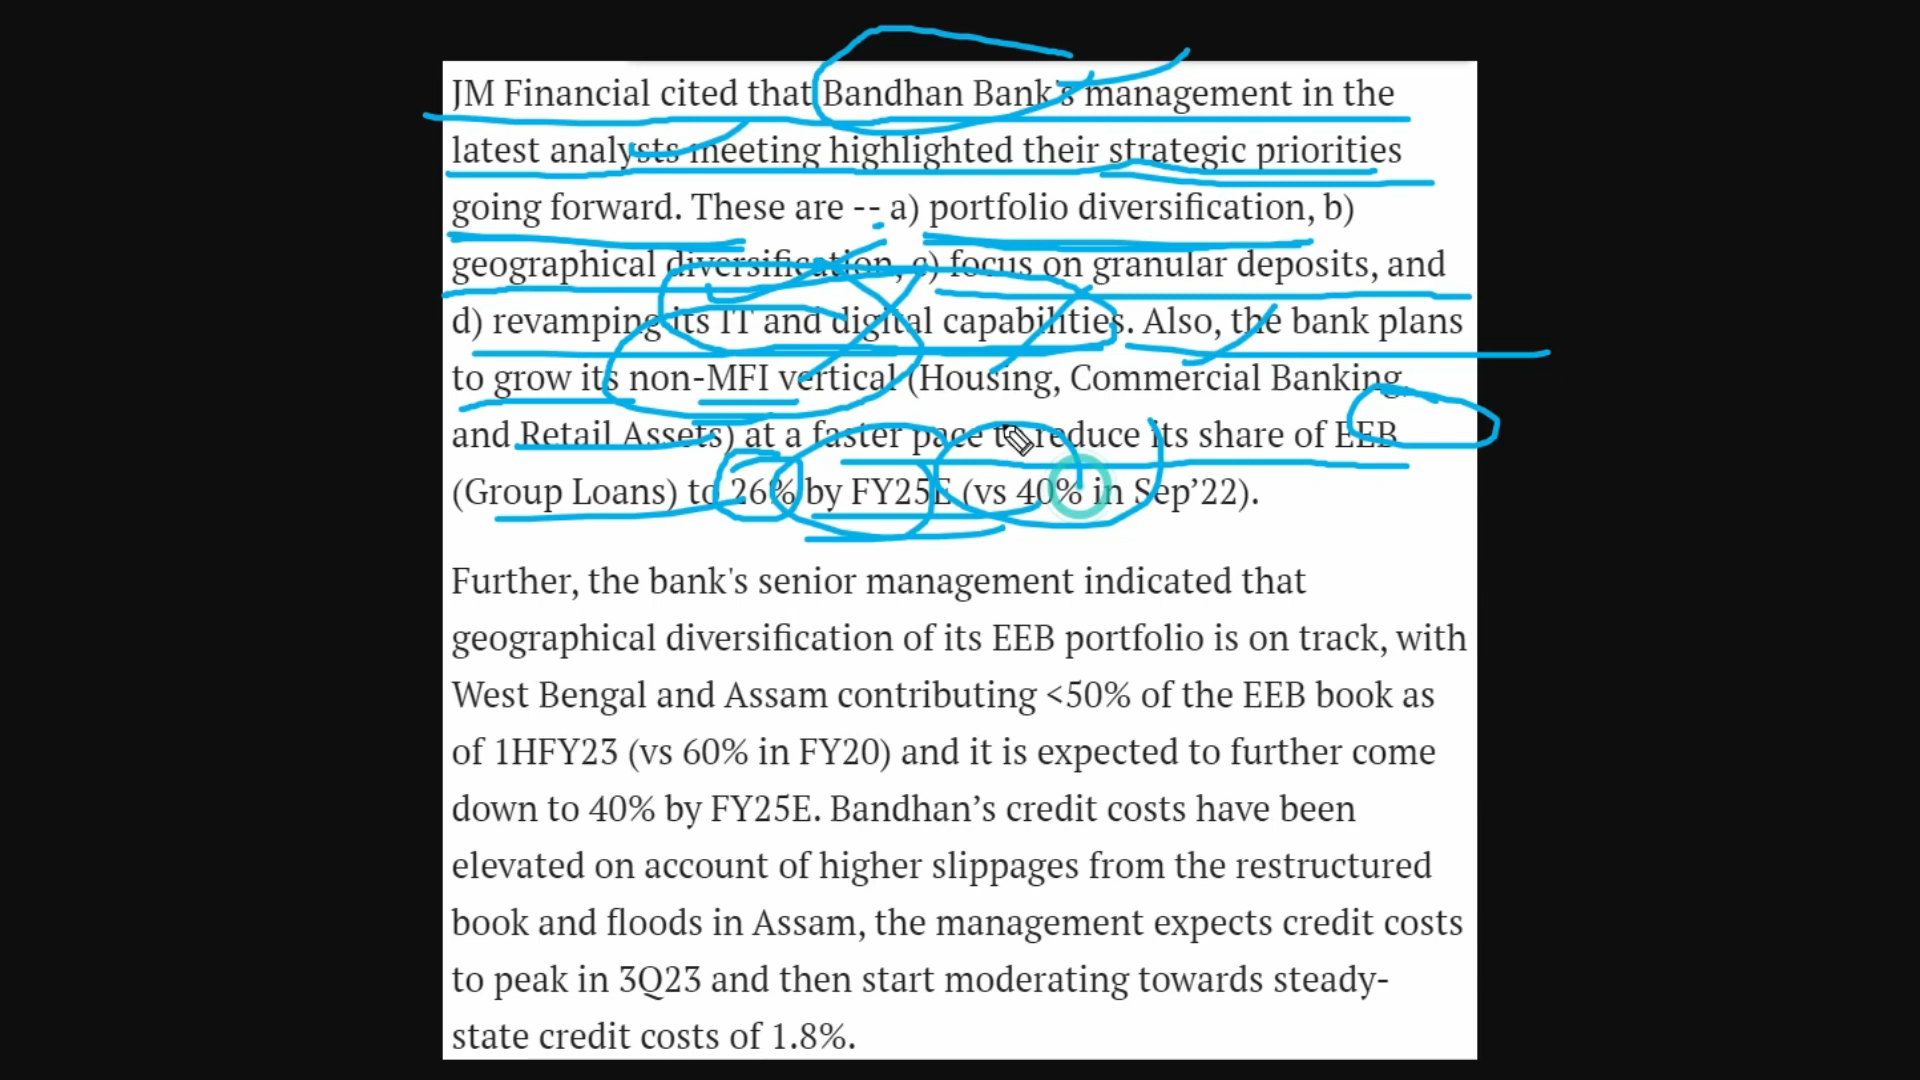 JM Financial cited that Bandhan Bank's management in the
latest analysts meeting highlighted their strategic priorities
going forward. These are -- a) portfolio diversification, b)
geographical diversification, c) focus on granular deposits, and
d) revamping its IT and digital capabilities. Also, the bank plans
to grow its non-MFI vertical (Housing, Commercial Banking,
and Retail Assets) at a faster pace to reduce its share of EEB
(Group Loans) to 26% by FY25E (vs 40% in Sep’22).
Further, the bank's senior management indicated that
geographical diversification of its EEB portfolio is on track, with
West Bengal and Assam contributing <50% of the EEB book as
of 1HFY23 (vs 60% in FY20) and it is expected to further come
down to 40% by FY25E. Bandhan’s credit costs have been
elevated on account of higher slippages from the restructured
book and floods in Assam, the management expects credit costs
to peak in 3Q23 and then start moderating towards steady-
state credit costs of 1.8%.